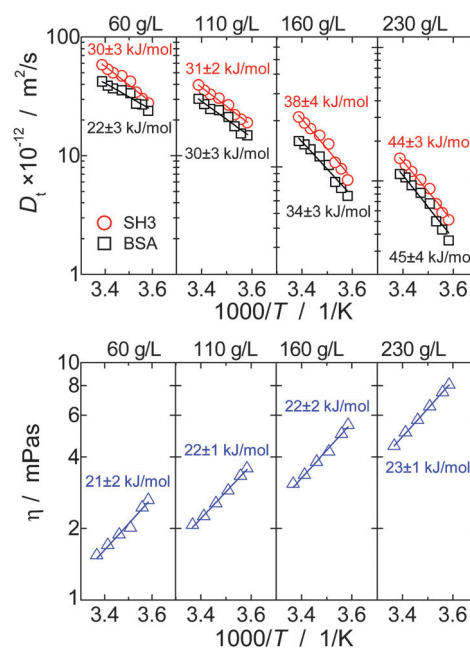 60 g/L 110 g/L 160 g/L 230 g/L
100
10
1
D_t ×10^-12 / m²/s
30±3 kJ/mol
22±3 kJ/mol
31±2 kJ/mol
30±3 kJ/mol
38±4 kJ/mol
34±3 kJ/mol
44±3 kJ/mol
45±4 kJ/mol
SH3
BSA
3.4 3.6 3.4 3.6 3.4 3.6 3.4 3.6
1000/T / 1/K
60 g/L 110 g/L 160 g/L 230 g/L
10
8
6
4
2
1
η / mPas
21±2 kJ/mol
22±1 kJ/mol
22±2 kJ/mol
23±1 kJ/mol
3.4 3.6 3.4 3.6 3.4 3.6 3.4 3.6
1000/T / 1/K